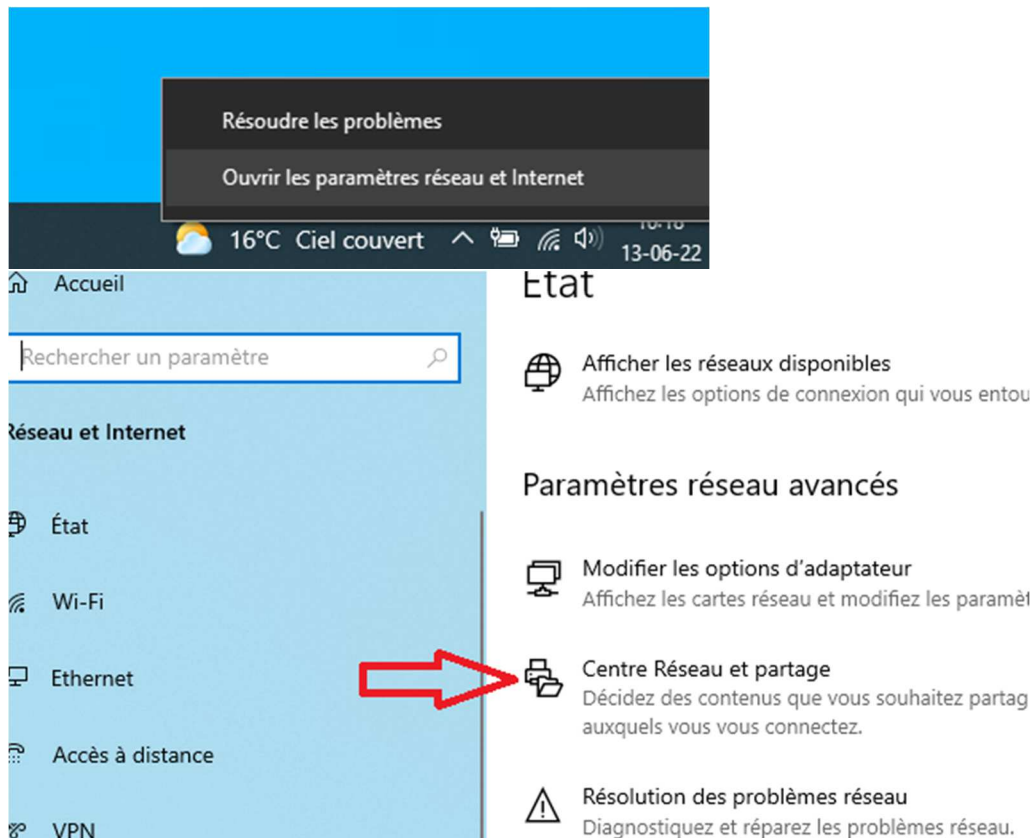 Résoudre les problèmes
Ouvrir les paramètres réseau et Internet
16°C Ciel couvert
13-06-22
Accueil
Rechercher un paramètre
Réseau et Internet
État
Wi-Fi
Ethernet
Accès à distance
VPN
État
Afficher les réseaux disponibles
Affichez les options de connexion qui vous
Paramètres réseau avancés
Modifier les options d'adaptateur
Affichez les cartes réseau et modifiez les
Centre Réseau et partage
Décidez des contenus que vous souhaitez
auxquels vous vous connectez.
Résolution des problèmes réseau
Diagnostiquez et réparez les problèmes réseau.